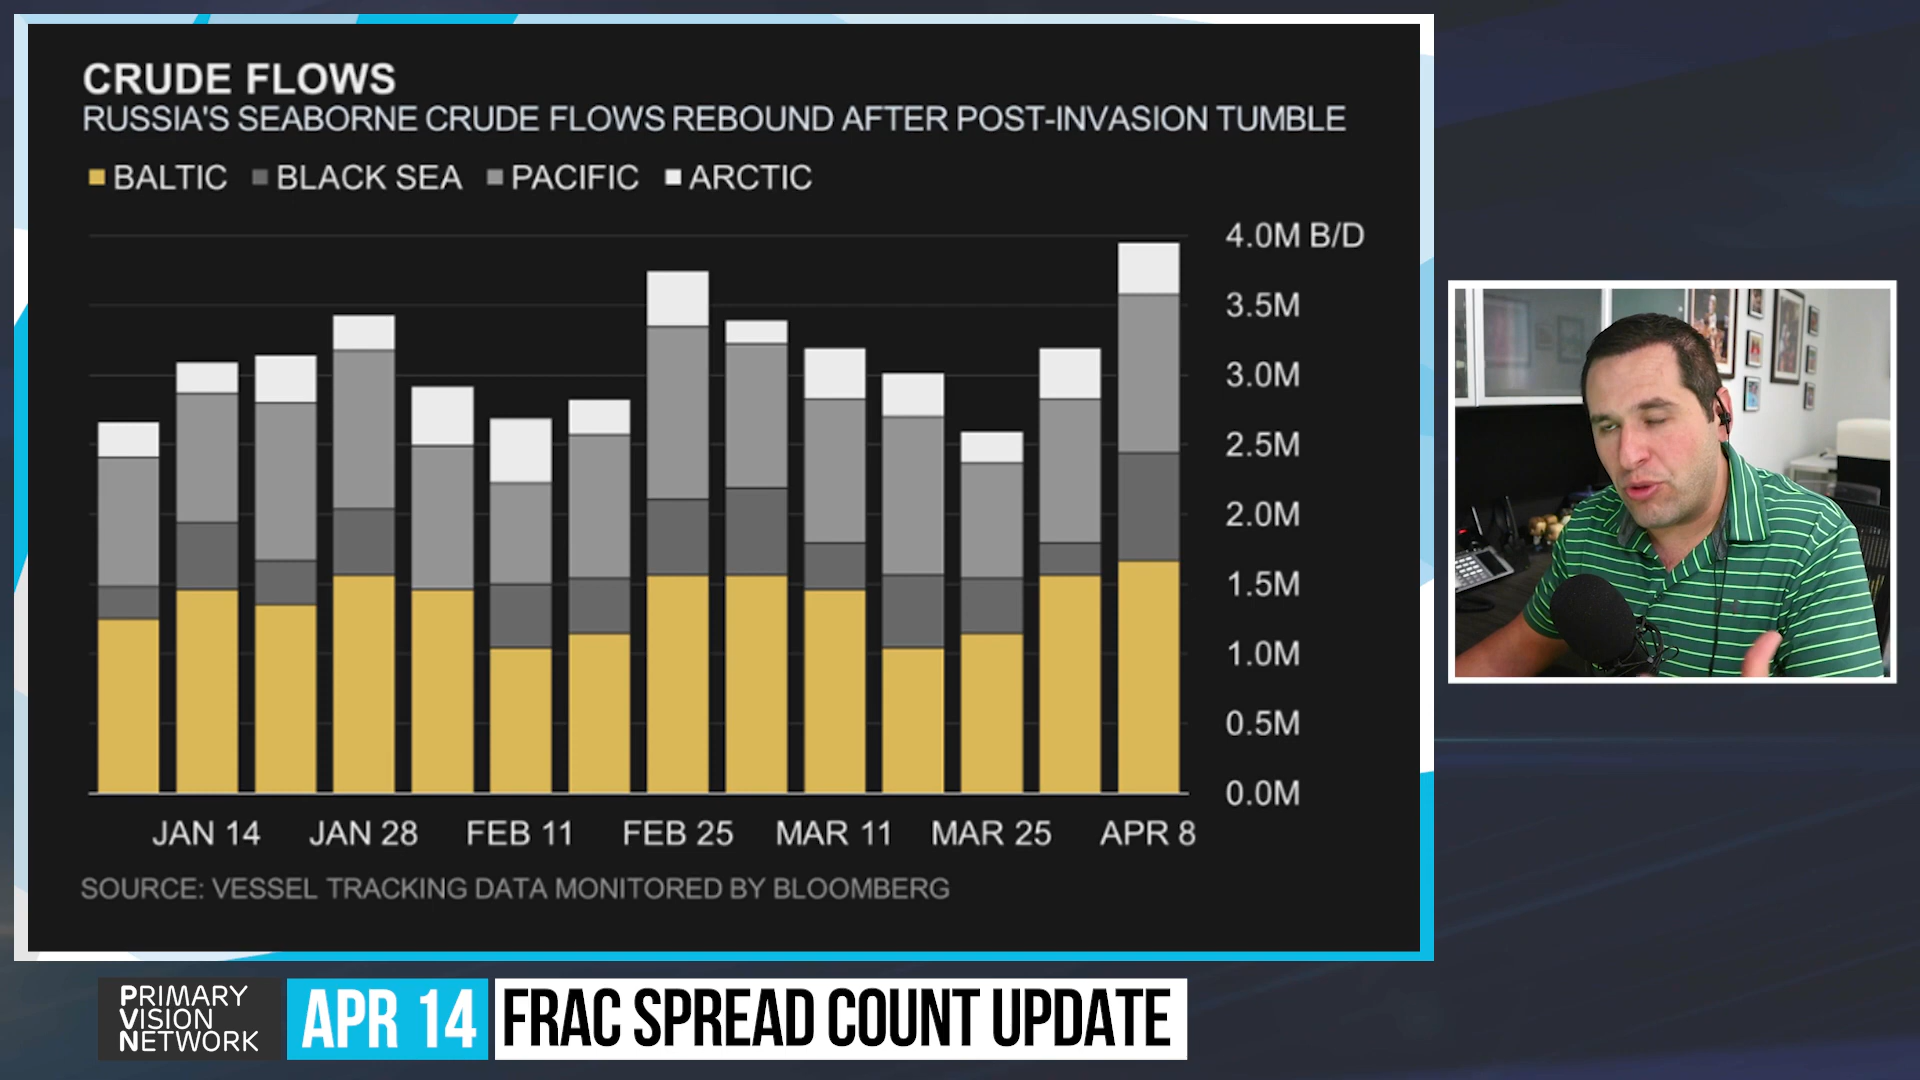 CRUDE FLOWS
RUSSIA'S SEABORNE CRUDE FLOWS REBOUND AFTER POST-INVASION TUMBLE
BALTIC BLACK SEA PACIFIC ARCTIC
4.0M B/D
3.5M
3.0M
2.5M
2.0M
1.5M
1.0M
0.5M
0.0M
JAN 14 JAN 28 FEB 11 FEB 25 MAR 11 MAR 25 APR 8
SOURCE: VESSEL TRACKING DATA MONITORED BY BLOOMBERG
PRIMARY
VISION
NETWORK
APR 14
FRAC SPREAD COUNT UPDATE